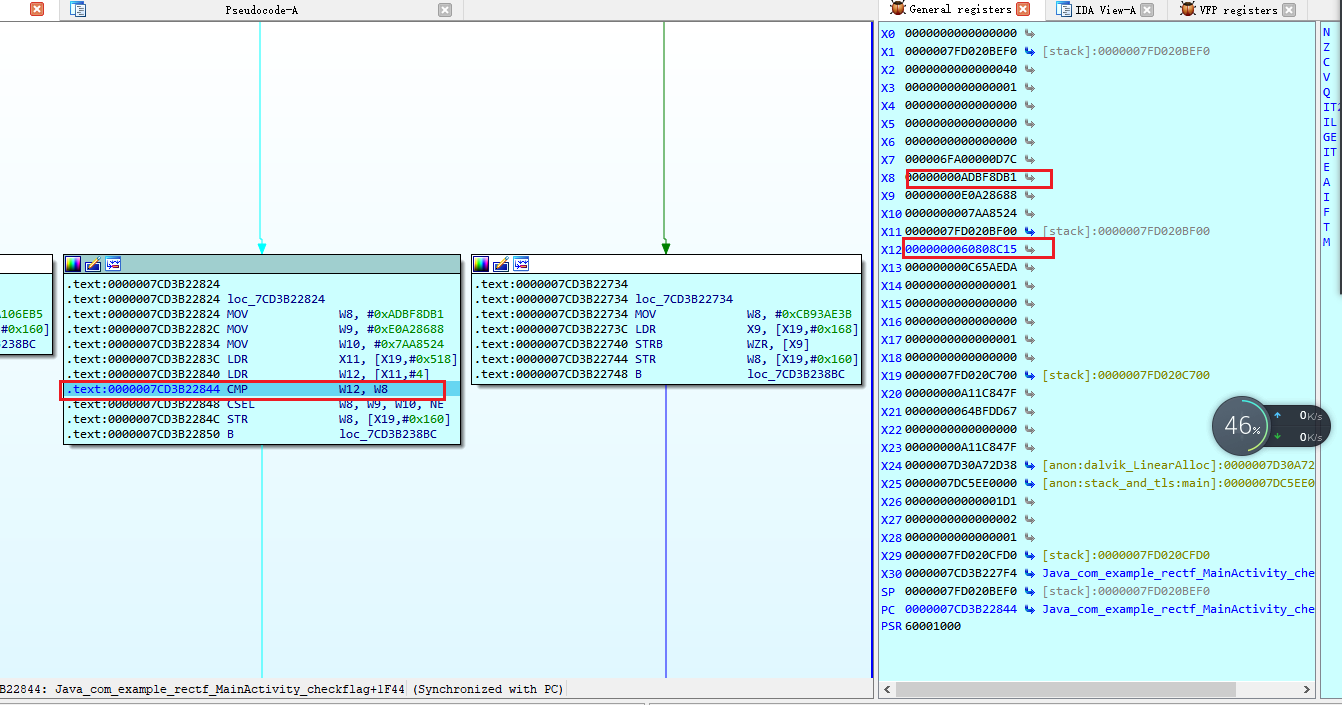 Pseudocode-A
General registers
IDA View-A
VFP registers
A106EB5
#0x160]
B238BC
.text:0000007CD3B22824
.text:0000007CD3B22824 loc_7CD3B22824
.text:0000007CD3B22824 MOV W8, #0xADBF8DB1
.text:0000007CD3B2282C MOV W9, #0xE0A28688
.text:0000007CD3B22834 MOV W10, #0x7AA8524
.text:0000007CD3B2283C LDR X11, [X19,#0x518]
.text:0000007CD3B22840 LDR W12, [X11,#4]
.text:0000007CD3B22844 CMP W12, W8
.text:0000007CD3B22848 CSEL W8, W9, W10, NE
.text:0000007CD3B2284C STR W8, [X19,#0x160]
.text:0000007CD3B22850 B loc_7CD3B238BC
.text:0000007CD3B22734
.text:0000007CD3B22734 loc_7CD3B22734
.text:0000007CD3B22734 MOV W8, #0xCB93AE3B
.text:0000007CD3B2273C LDR X9, [X19,#0x168]
.text:0000007CD3B22740 STRB WZR, [X9]
.text:0000007CD3B22744 STR W8, [X19,#0x160]
.text:0000007CD3B22748 B loc_7CD3B238BC
X0 0000000000000000
X1 0000007FD020BEF0 [stack]:0000007FD020BEF0
X2 0000000000000040
X3 0000000000000001
X4 0000000000000000
X5 0000000000000000
X6 0000000000000000
X7 000006FA00000D7C
X8 00000000ADBF8DB1
X9 00000000E0A28688
X10 0000000007AA8524
X11 0000007FD020BF00 [stack]:0000007FD020BF00
X12 0000000060808C15
X13 000000000C65AEDA
X14 0000000000000001
X15 0000000000000000
X16 0000000000000000
X17 0000000000000001
X18 0000000000000000
X19 0000007FD020C700 [stack]:0000007FD020C700
X20 00000000A11C847F
X21 0000000064BFDD67
X22 0000000000000000
X23 00000000A11C847F
X24 0000007D30A72D38 [anon:dalvik_LinearAlloc]:0000007D30A72
X25 0000007DC5EE0000 [anon:stack_and_tls:main]:0000007DC5EE0
X26 00000000000001D1
X27 0000000000000002
X28 0000000000000001
X29 0000007FD020CFD0 [stack]:0000007FD020CFD0
X30 0000007CD3B227F4 Java_com_example_rectf_MainActivity_che
SP 0000007FD020BEF0 [stack]:0000007FD020BEF0
PC 0000007CD3B22844 Java_com_example_rectf_MainActivity_che
PSR 60001000
N
Z
C
V
Q
IT2
IL
GE
IT
E
A
I
F
T
M
46%
0K/s
0K/s
B22844: Java_com_example_rectf_MainActivity_checkflag+1F44 (Synchronized with PC)